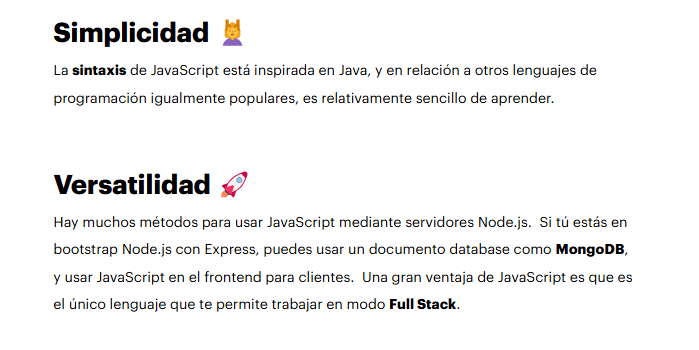 Simplicidad 💆
La sintaxis de JavaScript está inspirada en Java, y en relación a otros lenguajes de
programación igualmente populares, es relativamente sencillo de aprender.
Versatilidad 🚀
Hay muchos métodos para usar JavaScript mediante servidores Node.js.  Si tú estás en
bootstrap Node.js con Express, puedes usar un documento database como MongoDB,
y usar JavaScript en el frontend para clientes.  Una gran ventaja de JavaScript es que es
el único lenguaje que te permite trabajar en modo Full Stack.